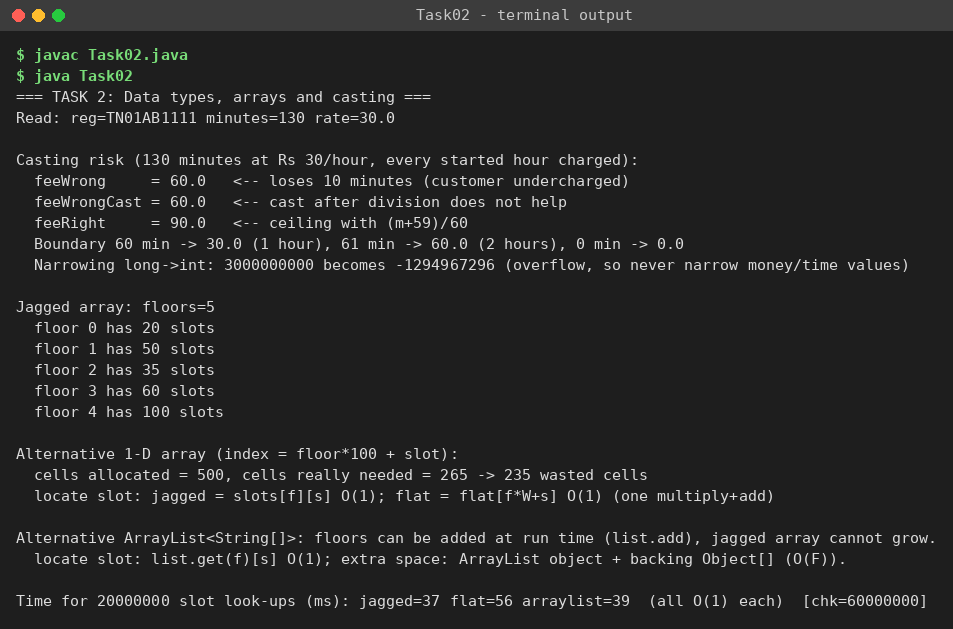 Task02 - terminal output
$ javac Task02.java
$ java Task02
=== TASK 2: Data types, arrays and casting ===
Read: reg=TN01AB1111 minutes=130 rate=30.0
Casting risk (130 minutes at Rs 30/hour, every started hour charged):
  feeWrong     = 60.0   <-- loses 10 minutes (customer undercharged)
  feeWrongCast = 60.0   <-- cast after division does not help
  feeRight     = 90.0   <-- ceiling with (m+59)/60
  Boundary 60 min -> 30.0 (1 hour), 61 min -> 60.0 (2 hours), 0 min -> 0.0
  Narrowing long->int: 3000000000 becomes -1294967296 (overflow, so never narrow money/time values)
Jagged array: floors=5
  floor 0 has 20 slots
  floor 1 has 50 slots
  floor 2 has 35 slots
  floor 3 has 60 slots
  floor 4 has 100 slots
Alternative 1-D array (index = floor*100 + slot):
  cells allocated = 500, cells really needed = 265 -> 235 wasted cells
  locate slot: jagged = slots[f][s] O(1); flat = flat[f*W+s] O(1) (one multiply+add)
Alternative ArrayList<String[]>: floors can be added at run time (list.add), jagged array cannot grow.
  locate slot: list.get(f)[s] O(1); extra space: ArrayList object + backing Object[] (O(F)).
Time for 20000000 slot look-ups (ms): jagged=37 flat=56 arraylist=39  (all O(1) each)  [chk=60000000]